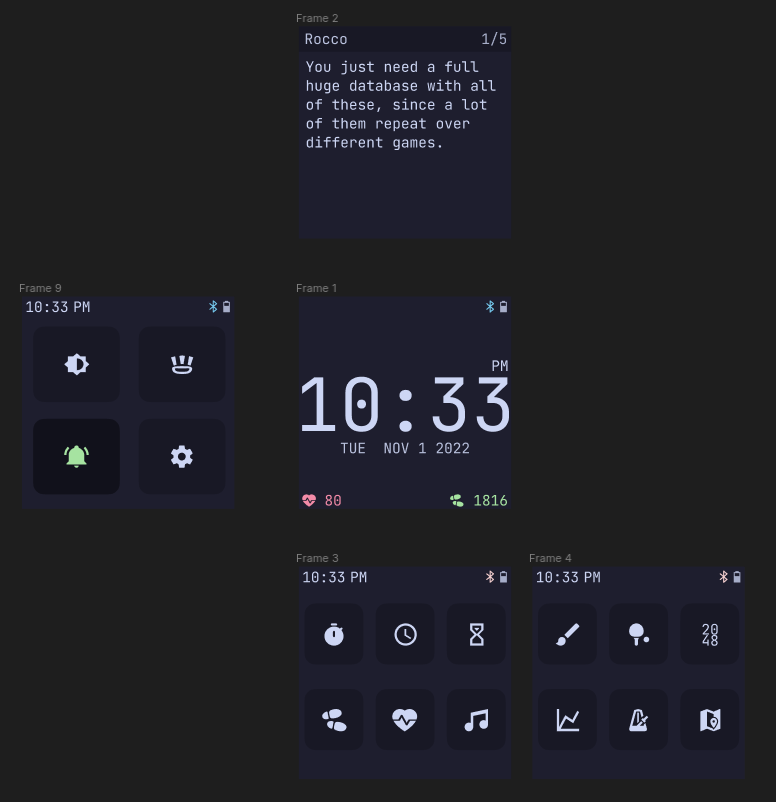 Frame 2
Rocco 1/5
You just need a full
huge database with all
of these, since a lot
of them repeat over
different games.
Frame 9
10:33 PM
Frame 1
PM
10:33
TUE NOV 1 2022
80 1816
Frame 3
10:33 PM
Frame 4
10:33 PM
20
48